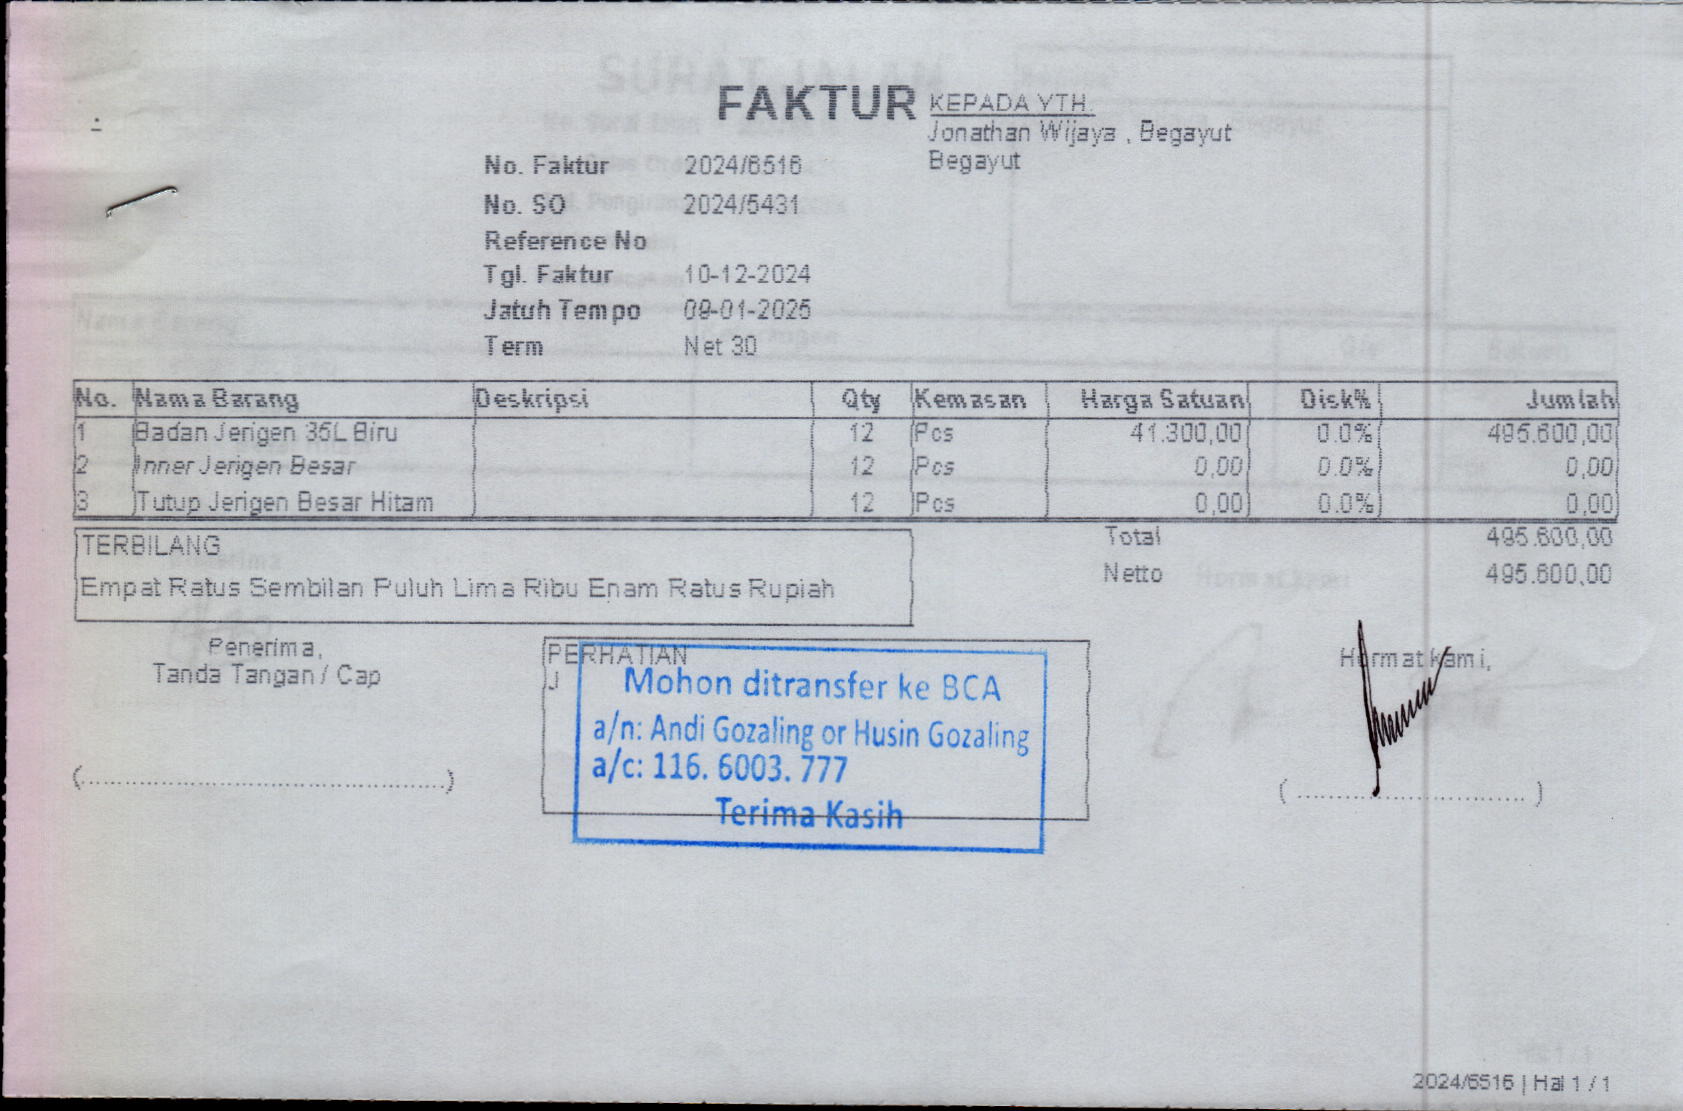 FAKTUR
KEPADA YTH.
Jonathan Wijaya , Begayut
Begayut
No. Faktur 2024/6516
No. SO 2024/5431
Reference No
Tgl. Faktur 10-12-2024
Jatuh Tempo 09-01-2025
Term Net 30
No. Nama Barang Deskripsi Qty Kemasan Harga Satuan Disk% Jumlah
1 Badan Jerigen 35L Biru 12 Pcs 41.300,00 0.0% 495.600,00
2 Inner Jerigen Besar 12 Pcs 0,00 0.0% 0,00
3 Tutup Jerigen Besar Hitam 12 Pcs 0,00 0.0% 0,00
Total 495.600,00
Netto 495.600,00
TERBILANG
Empat Ratus Sembilan Puluh Lima Ribu Enam Ratus Rupiah
Penerima,
Tanda Tangan / Cap
(............................................)
PERHATIAN
J
Mohon ditransfer ke BCA
a/n: Andi Gozaling or Husin Gozaling
a/c: 116. 6003. 777
Terima Kasih
Hormat kami,
( ............................ )
2024/6516 | Hal 1 / 1